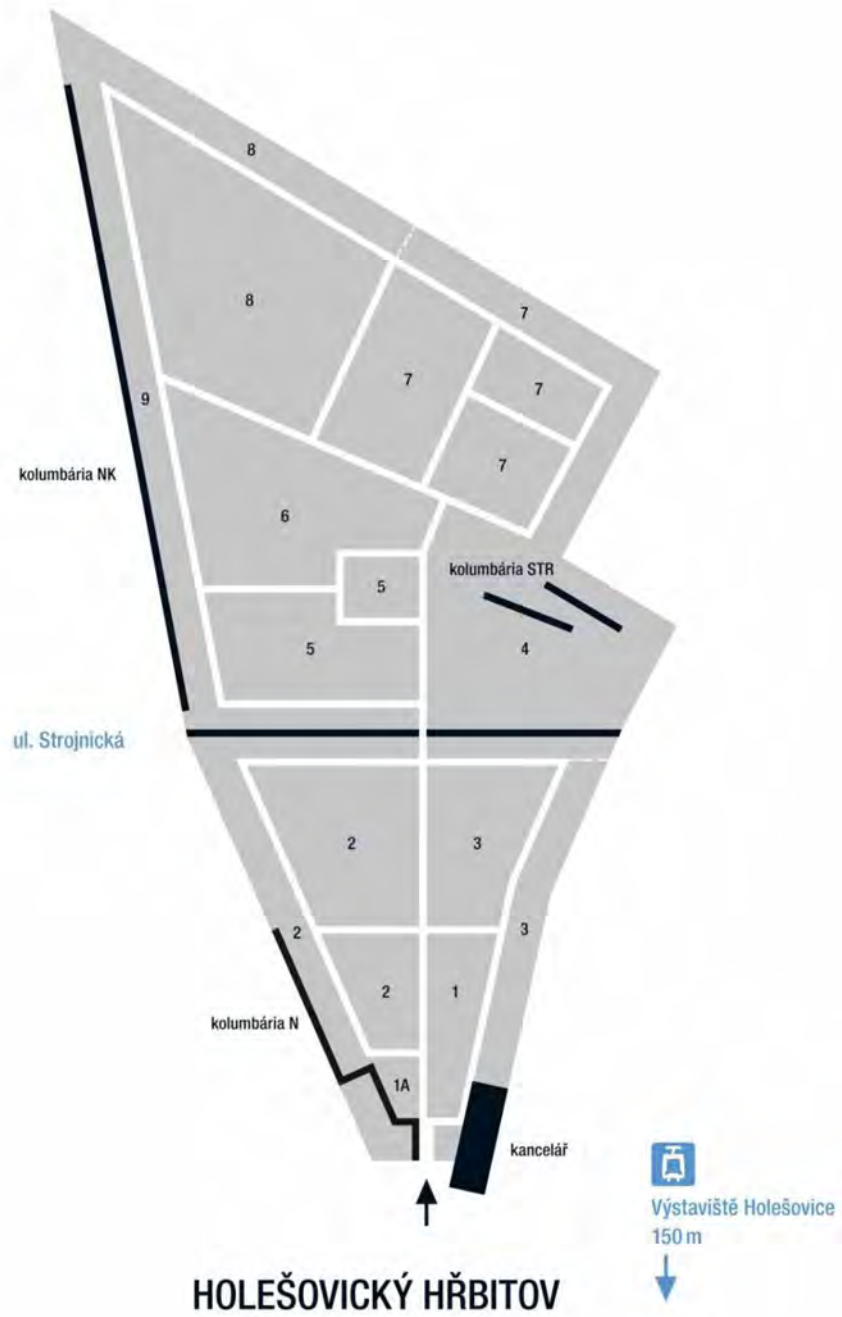 8
8
7
7
7
9
7
kolumbária NK
6
kolumbária STR
5
5
4
ul. Strojnická
2
3
2
3
2
1
kolumbária N
1A
kancelář
Výstaviště Holešovice
150 m
HOLEŠOVICKÝ HŘBITOV